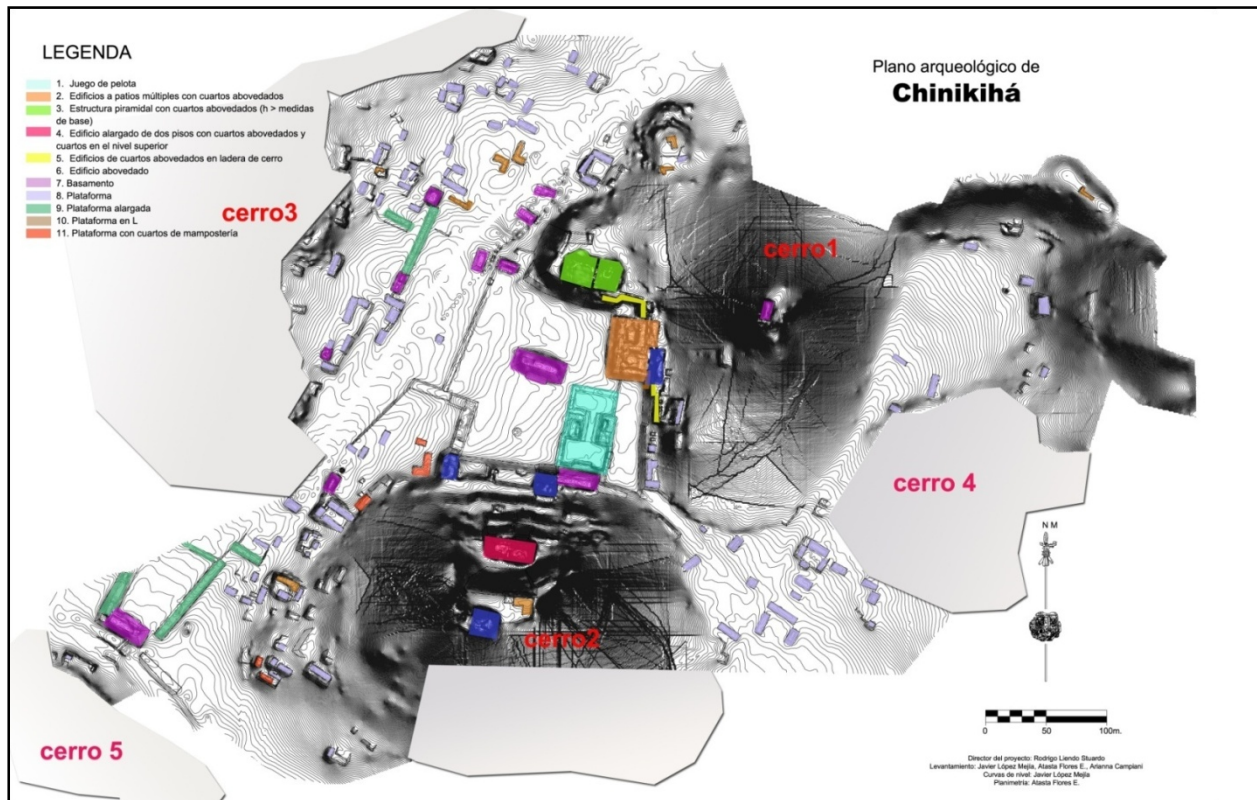 LEGENDA
1. Juego de pelota
2. Edificios a patios múltiples con cuartos abovedados
3. Estructura piramidal con cuartos abovedados (h > medidas
de base)
4. Edificio alargado de dos pisos con cuartos abovedados y
cuartos en el nivel superior
5. Edificios de cuartos abovedados en ladera de cerro
6. Edificio abovedado
7. Basamento
8. Plataforma
9. Plataforma alargada
10. Plataforma en L
11. Plataforma con cuartos de mampostería
Plano arqueológico de
Chinikihá
cerro3
cerro1
cerro 4
cerro2
cerro 5
N M
0 50 100m.
Director del proyecto: Rodrigo Liendo Stuardo
Levantamiento: Javier López Mejía, Atasta Flores E., Arianna Campiani
Curvas de nivel: Javier López Mejía
Planimetría: Atasta Flores E.